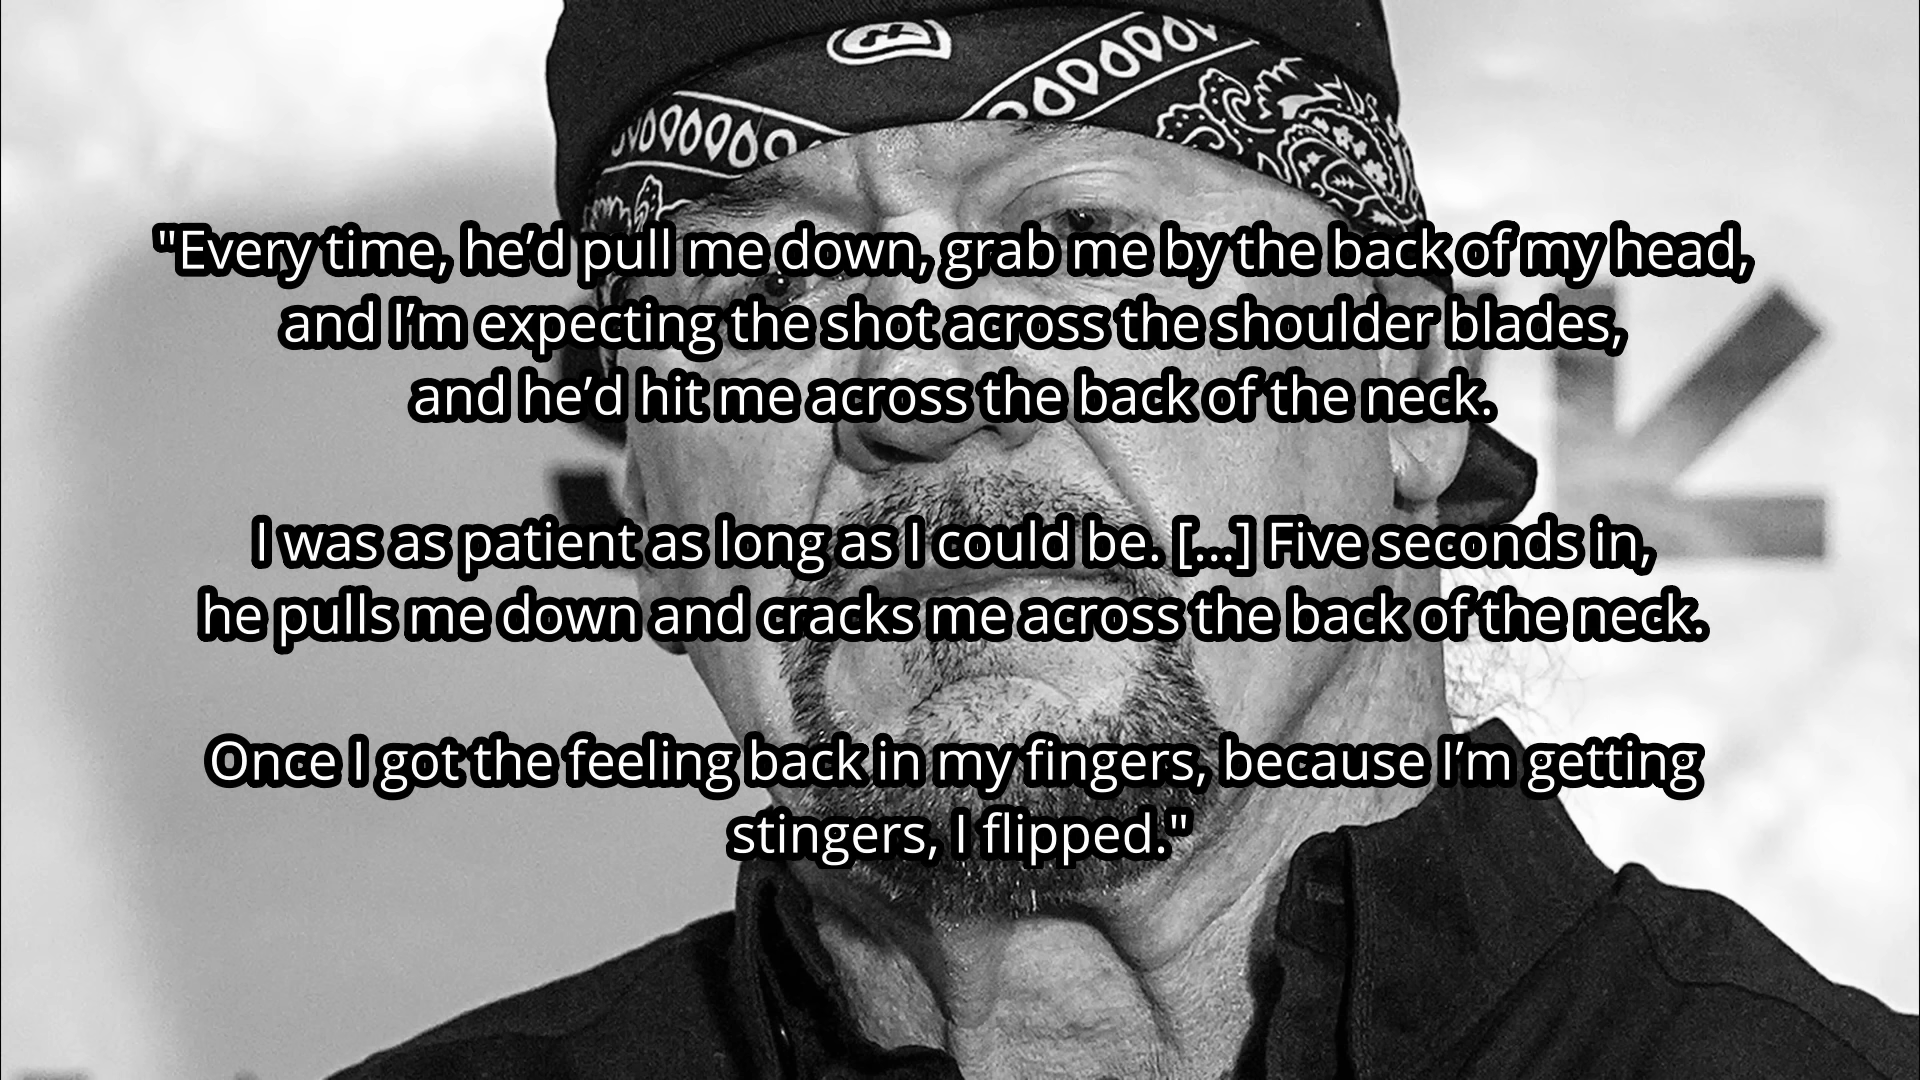 "Every time, he’d pull me down, grab me by the back of my head,
and I’m expecting the shot across the shoulder blades,
and he’d hit me across the back of the neck.
I was as patient as long as I could be. [...] Five seconds in,
he pulls me down and cracks me across the back of the neck.
Once I got the feeling back in my fingers, because I’m getting
stingers, I flipped."